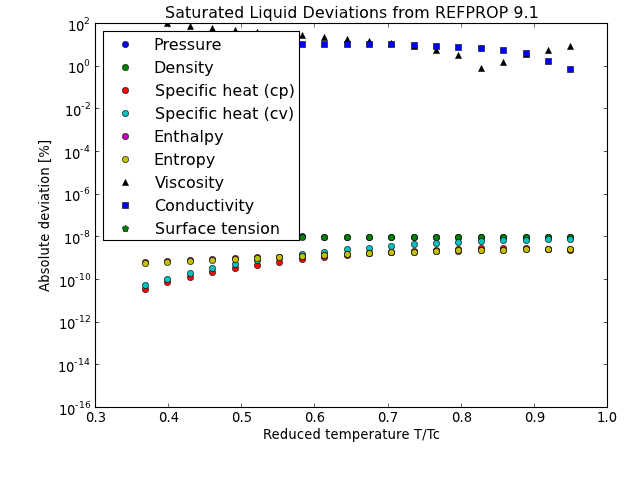 Saturated Liquid Deviations from REFPROP 9.1
10^2
10^0
10^-2
10^-4
10^-6
10^-8
10^-10
10^-12
10^-14
10^-16
Absolute deviation [%]
Pressure
Density
Specific heat (cp)
Specific heat (cv)
Enthalpy
Entropy
Viscosity
Conductivity
Surface tension
0.3 0.4 0.5 0.6 0.7 0.8 0.9 1.0
Reduced temperature T/Tc